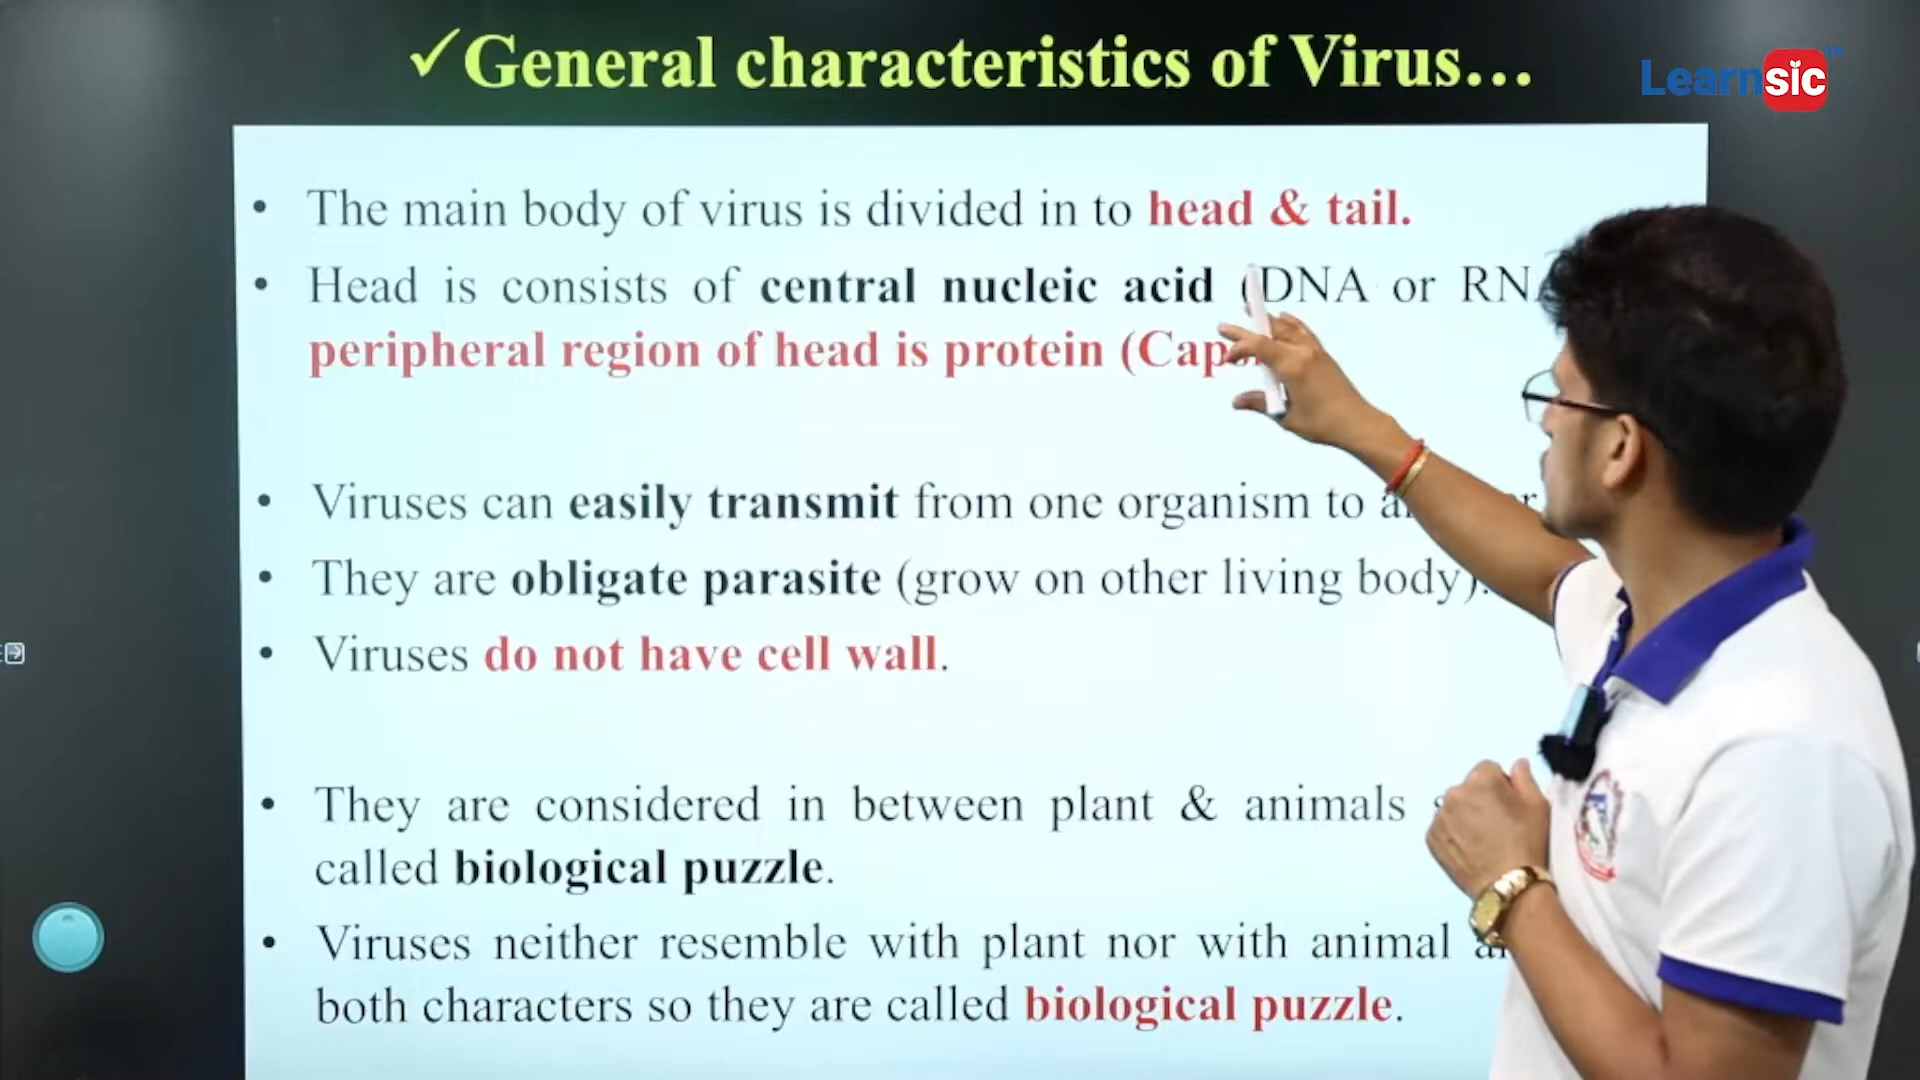 ✓General characteristics of Virus...
Learnsic
• The main body of virus is divided in to head & tail.
• Head is consists of central nucleic acid (DNA or
peripheral region of head is protein
• Viruses can easily transmit from one organism to
• They are obligate parasite (grow on other living body).
• Viruses do not have cell wall.
• They are considered in between plant & animals
called biological puzzle.
• Viruses neither resemble with plant nor with animal
both characters so they are called biological puzzle.